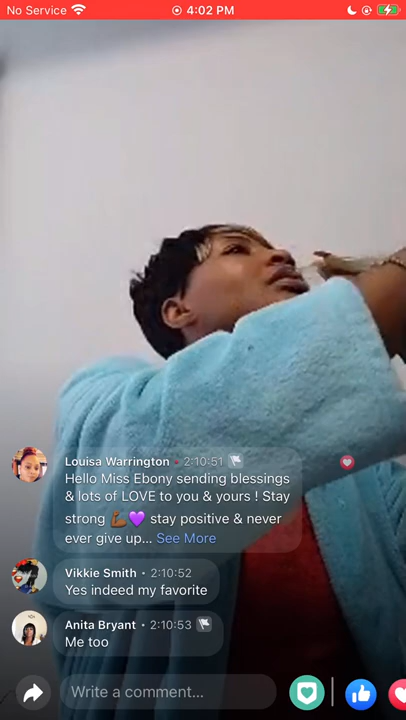 No Service 4:02 PM
Louisa Warrington • 2:10:51
Hello Miss Ebony sending blessings
& lots of LOVE to you & yours ! Stay
strong 💪🏾💜 stay positive & never
ever give up... See More
Vikkie Smith • 2:10:52
Yes indeed my favorite
Anita Bryant • 2:10:53
Me too
Write a comment...